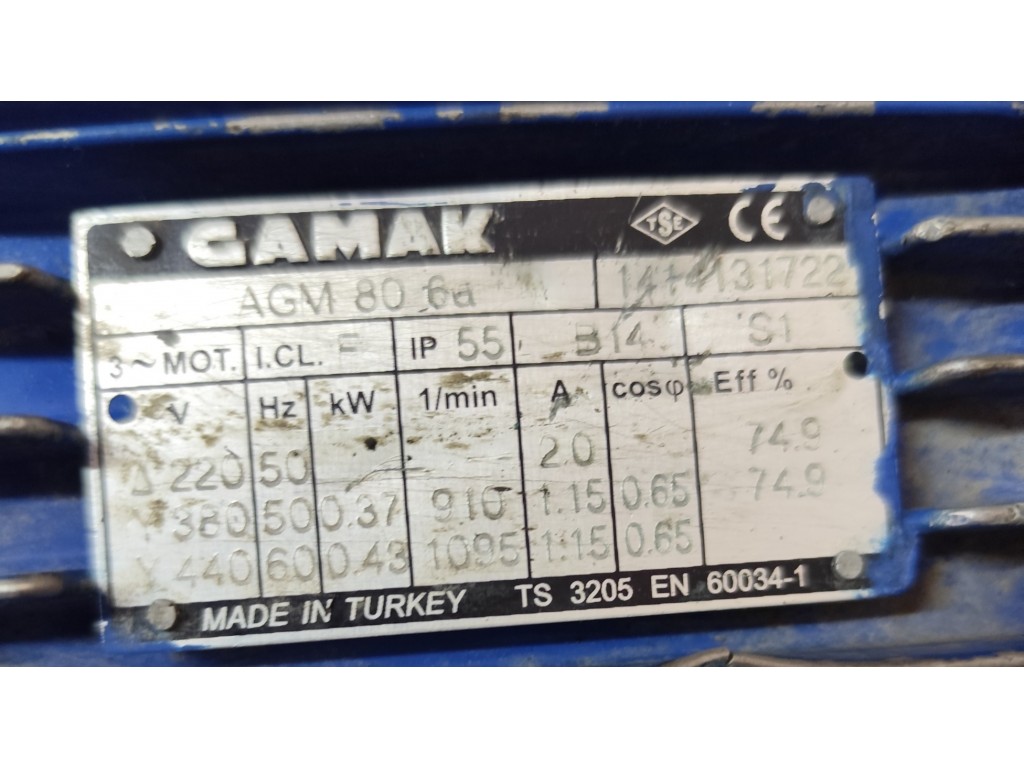 GAMAK TSE CE
AGM 80 6a 1414131722
3~MOT. I.CL. F IP 55 B14 S1
V Hz kW 1/min A cosφ Eff %
Δ 220 50 2.0 74.9
Y 380 50 0.37 910 1.15 0.65 74.9
Y 440 60 0.43 1095 1.15 0.65
MADE IN TURKEY TS 3205 EN 60034-1